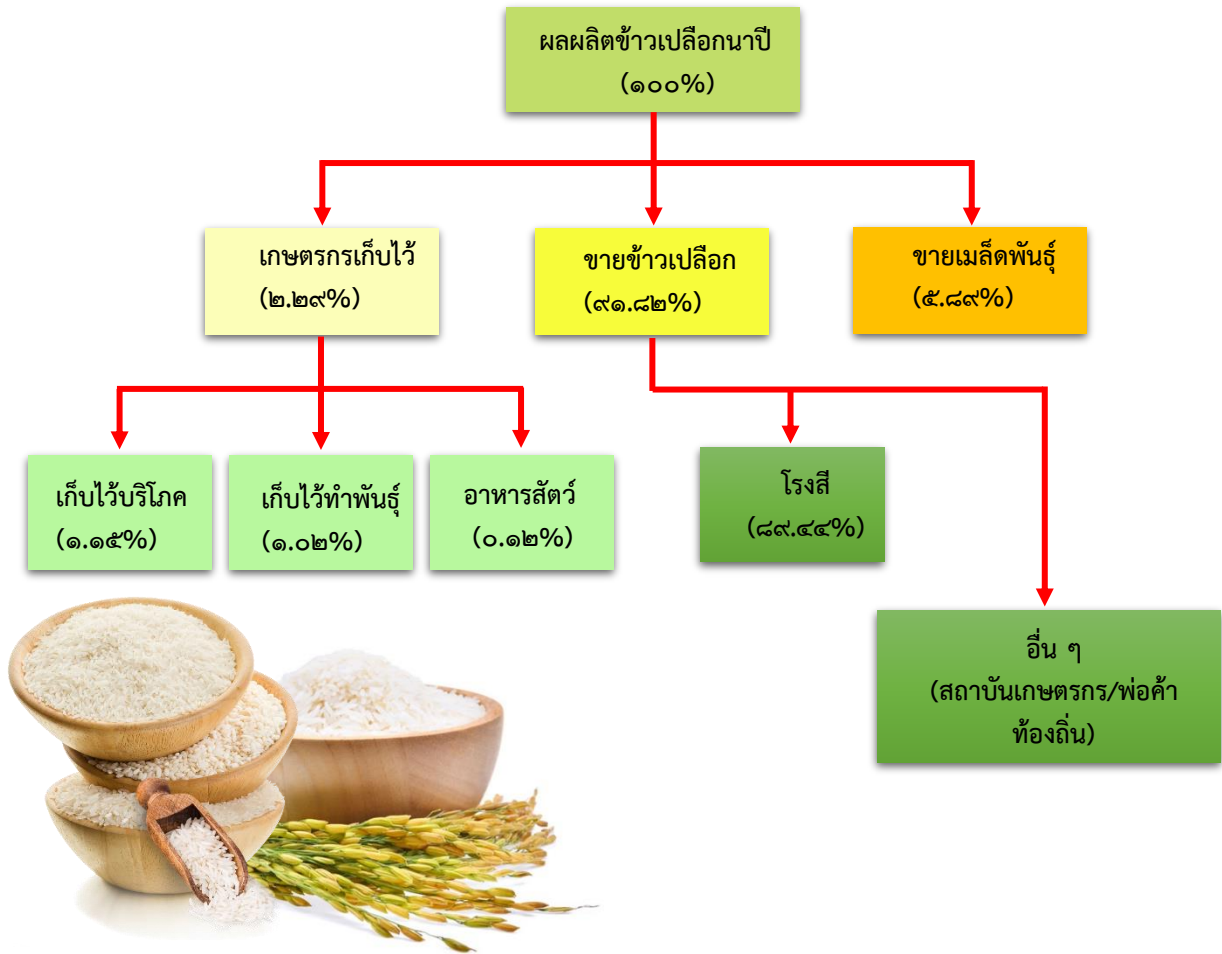 ผลผลิตข้าวเปลือกนาปี
(๑๐๐%)
เกษตรกรเก็บไว้
(๒.๒๙%)
ขายข้าวเปลือก
(๙๑.๘๒%)
ขายเมล็ดพันธุ์
(๕.๘๙%)
เก็บไว้บริโภค
(๑.๑๕%)
เก็บไว้ทำพันธุ์
(๑.๐๒%)
อาหารสัตว์
(๐.๑๒%)
โรงสี
(๘๙.๔๔%)
อื่น ๆ
(สถาบันเกษตรกร/พ่อค้า
ท้องถิ่น)